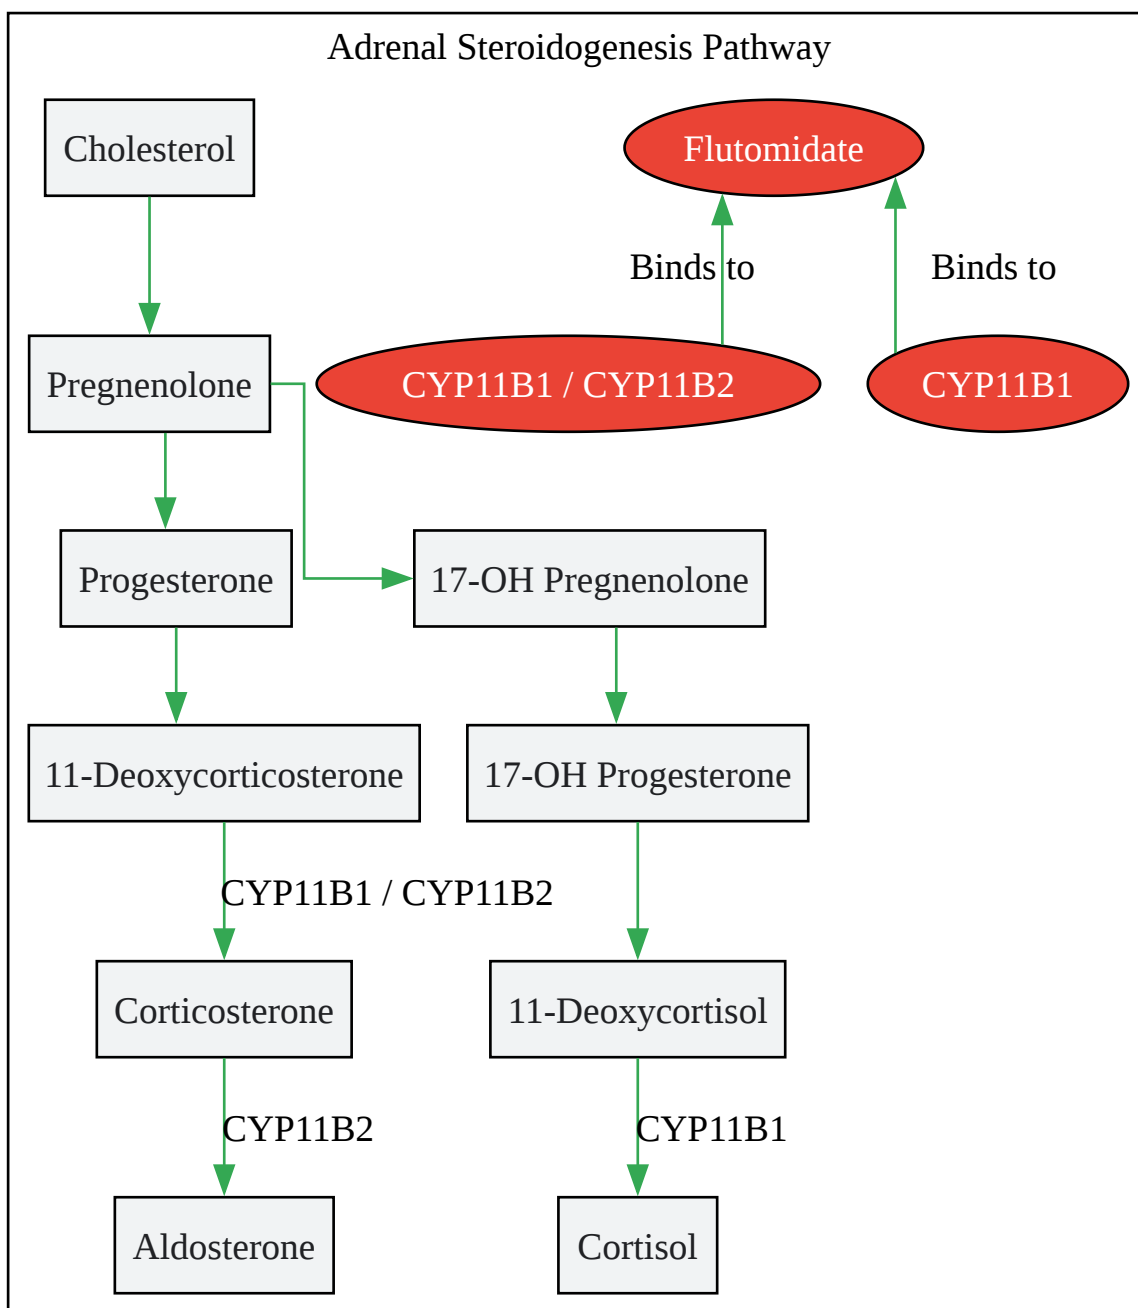 Adrenal Steroidogenesis Pathway
Cholesterol
Flutomidate
Binds to
Binds to
Pregnenolone
CYP11B1 / CYP11B2
CYP11B1
Progesterone
17-OH Pregnenolone
11-Deoxycorticosterone
17-OH Progesterone
CYP11B1 / CYP11B2
Corticosterone
11-Deoxycortisol
CYP11B2
CYP11B1
Aldosterone
Cortisol